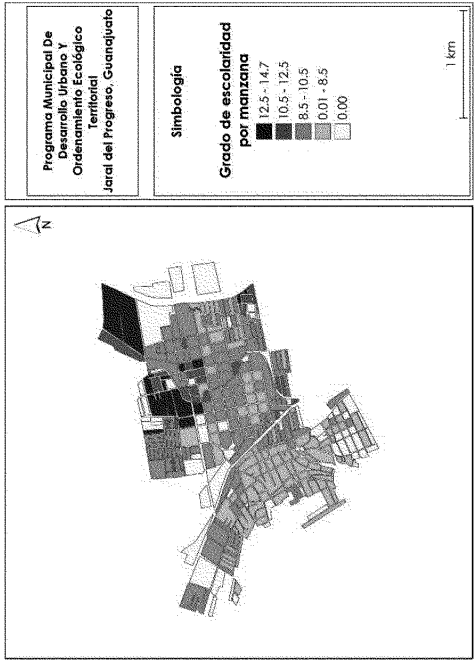 Programa Municipal De
Desarrollo Urbano Y
Ordenamiento Ecológico
Territorial
Jaral del Progreso, Guanajuato
Simbología
Grado de escolaridad
por manzana
12.5 - 14.7
10.5 - 12.5
8.5 - 10.5
0.01 - 8.5
0.00
1 km
N